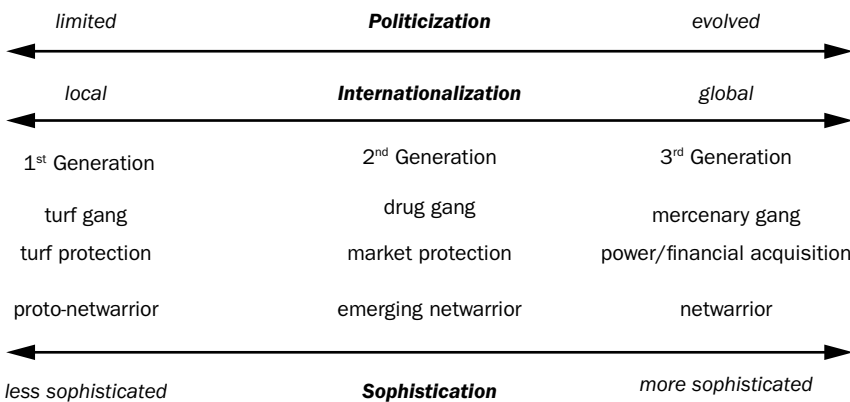 limited Politicization evolved
local Internationalization global
1st Generation 2nd Generation 3rd Generation
turf gang drug gang mercenary gang
turf protection market protection power/financial acquisition
proto-netwarrior emerging netwarrior netwarrior
less sophisticated Sophistication more sophisticated